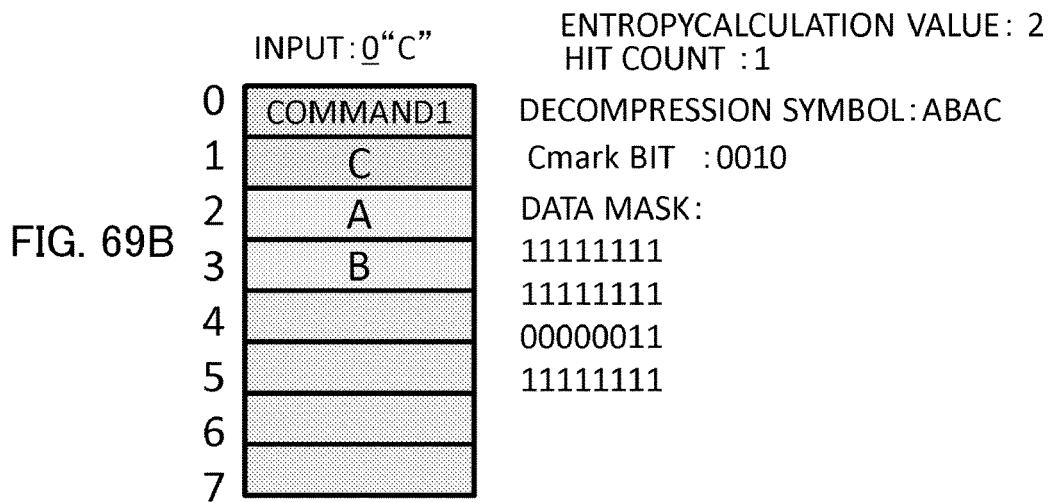 INPUT:0“C”
ENTROPYCALCULATION VALUE: 2
HIT COUNT :1
0 COMMAND1
1 C
2 A
3 B
4
5
6
7
DECOMPRESSION SYMBOL:ABAC
Cmark BIT :0010
DATA MASK:
11111111
11111111
00000011
11111111
FIG. 69B